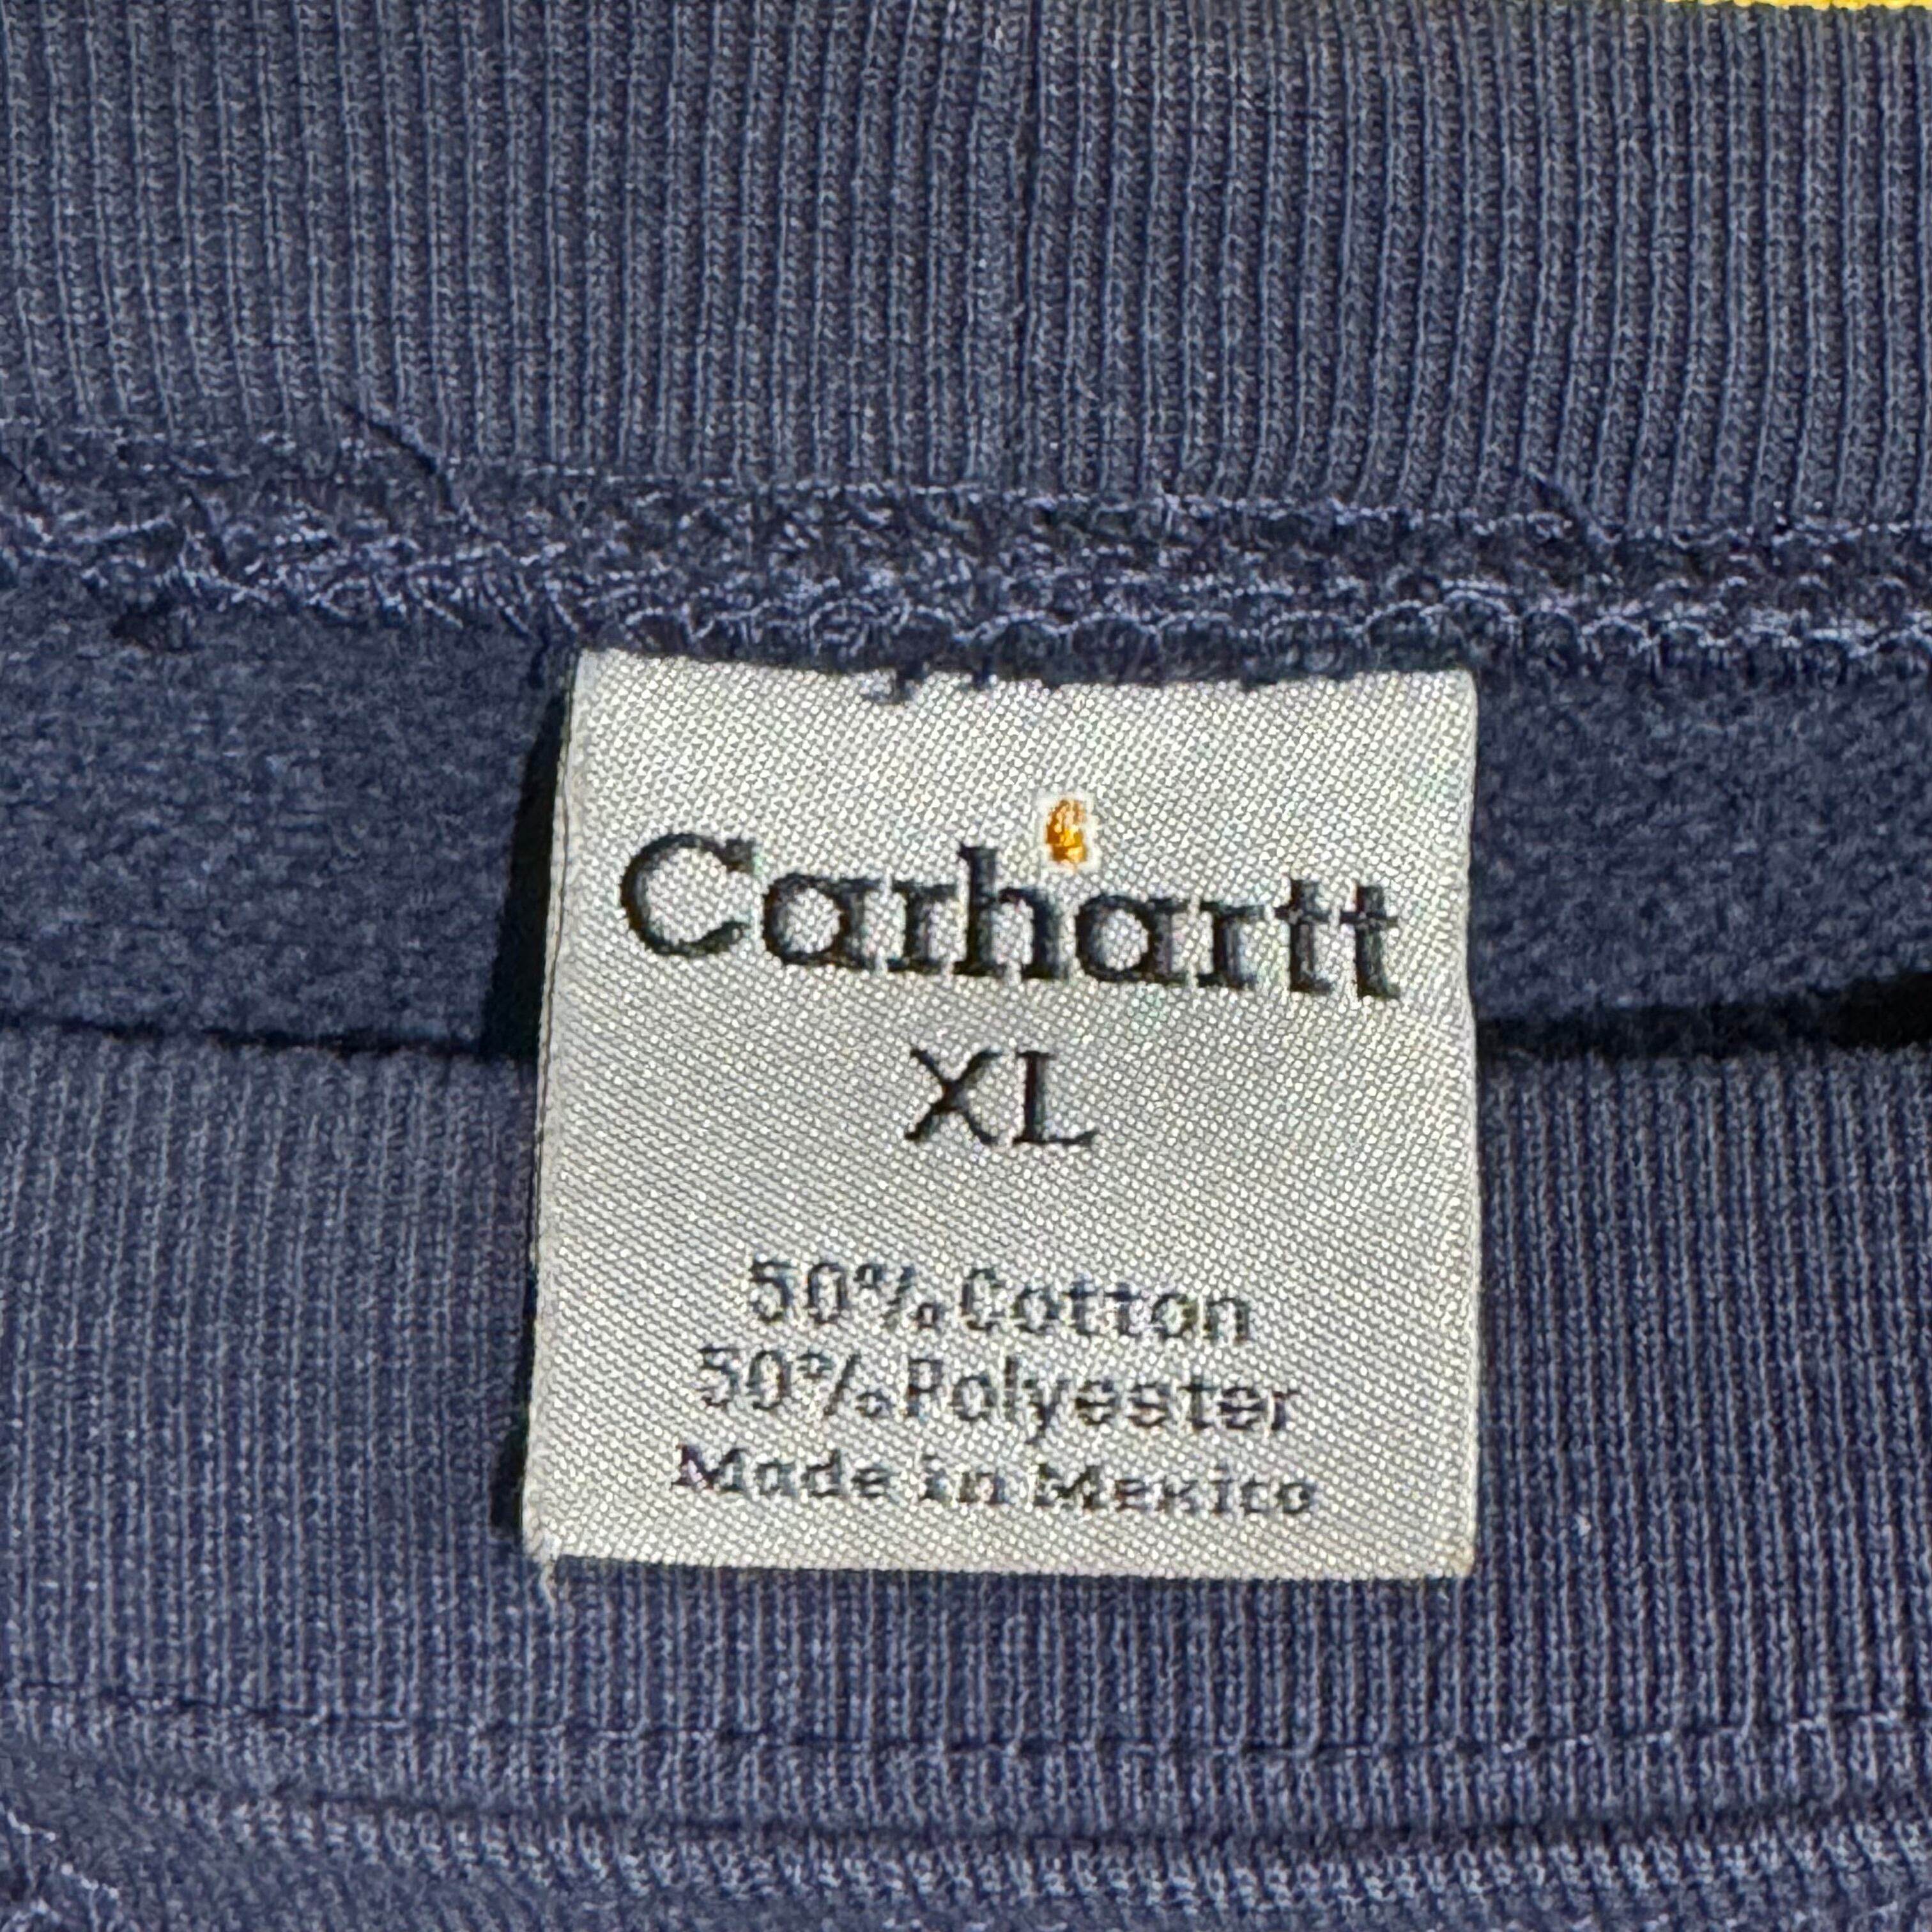 Carhartt
XL
50% Cotton
50% Polyester
Made in Mexico